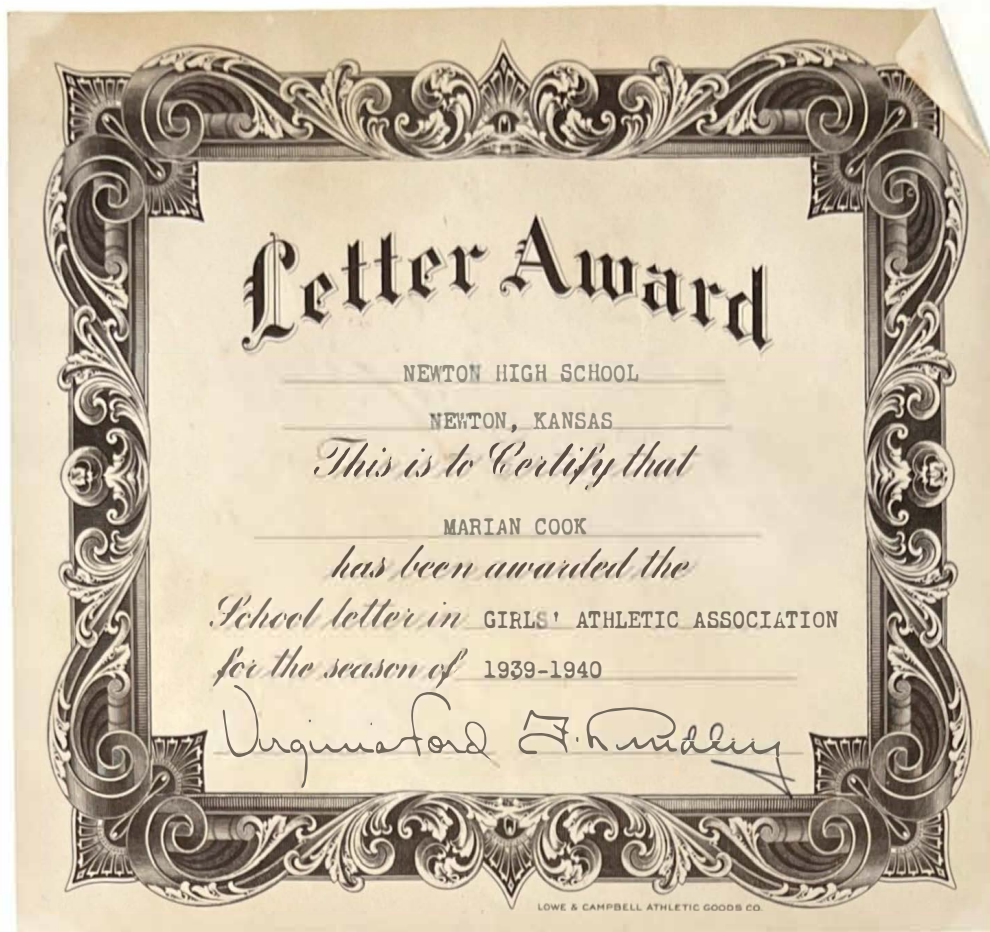 Letter Award
NEWTON HIGH SCHOOL
NEWTON, KANSAS
This is to Certify that
MARIAN COOK
has been awarded the
School letter in GIRLS' ATHLETIC ASSOCIATION
for the season of 1939-1940
Virginia Ford
LOWE & CAMPBELL ATHLETIC GOODS CO.